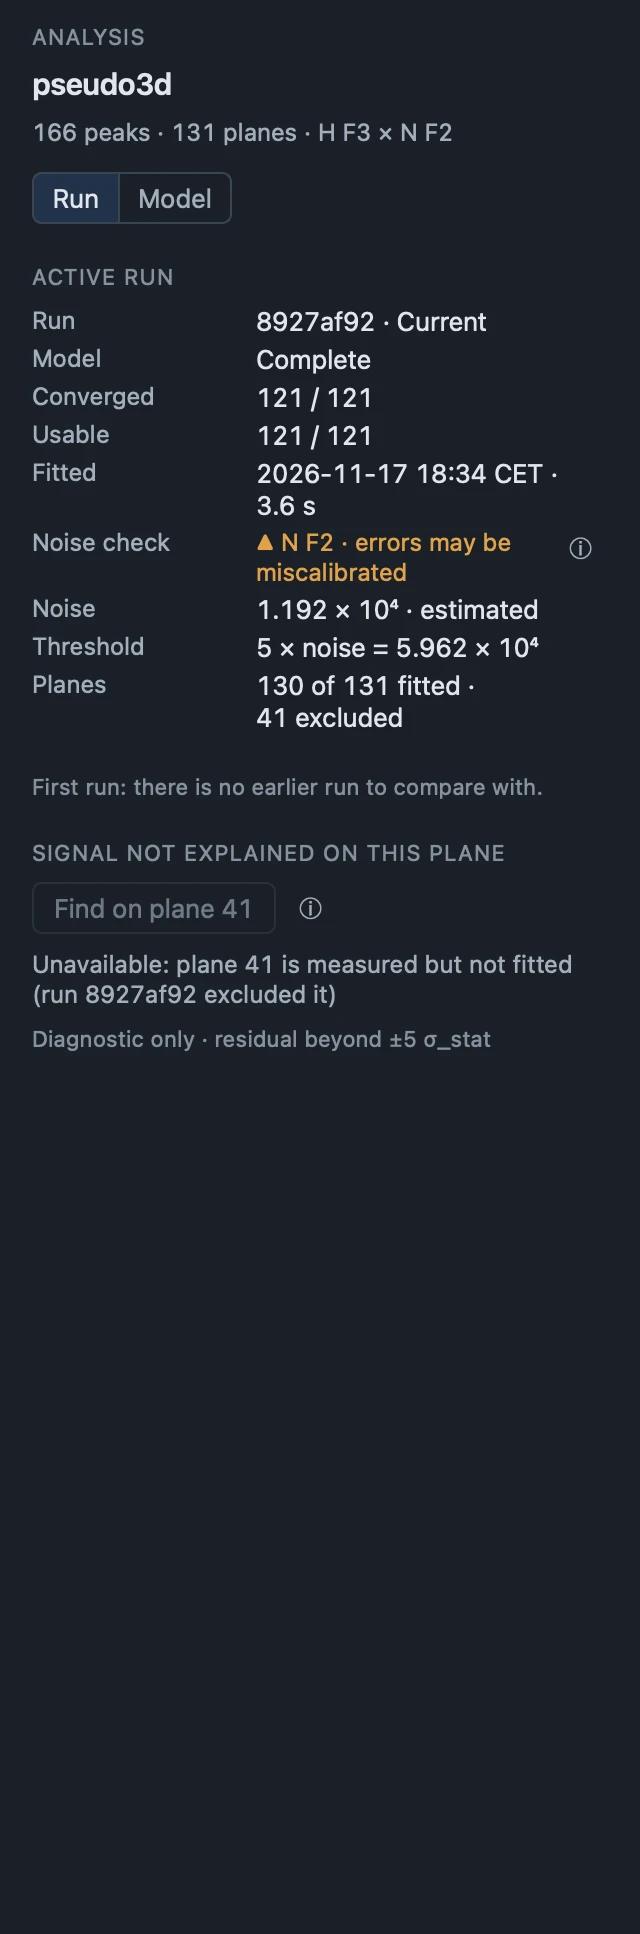 ANALYSIS
pseudo3d
166 peaks · 131 planes · H F3 × N F2
Run Model
ACTIVE RUN
Run 8927af92 · Current
Model Complete
Converged 121 / 121
Usable 121 / 121
Fitted 2026-11-17 18:34 CET ·
3.6 s
Noise check ▲ N F2 · errors may be
miscalibrated
Noise 1.192 × 10⁴ · estimated
Threshold 5 × noise = 5.962 × 10⁴
Planes 130 of 131 fitted ·
41 excluded
First run: there is no earlier run to compare with.
SIGNAL NOT EXPLAINED ON THIS PLANE
Find on plane 41
Unavailable: plane 41 is measured but not fitted
(run 8927af92 excluded it)
Diagnostic only · residual beyond ±5 σ_stat